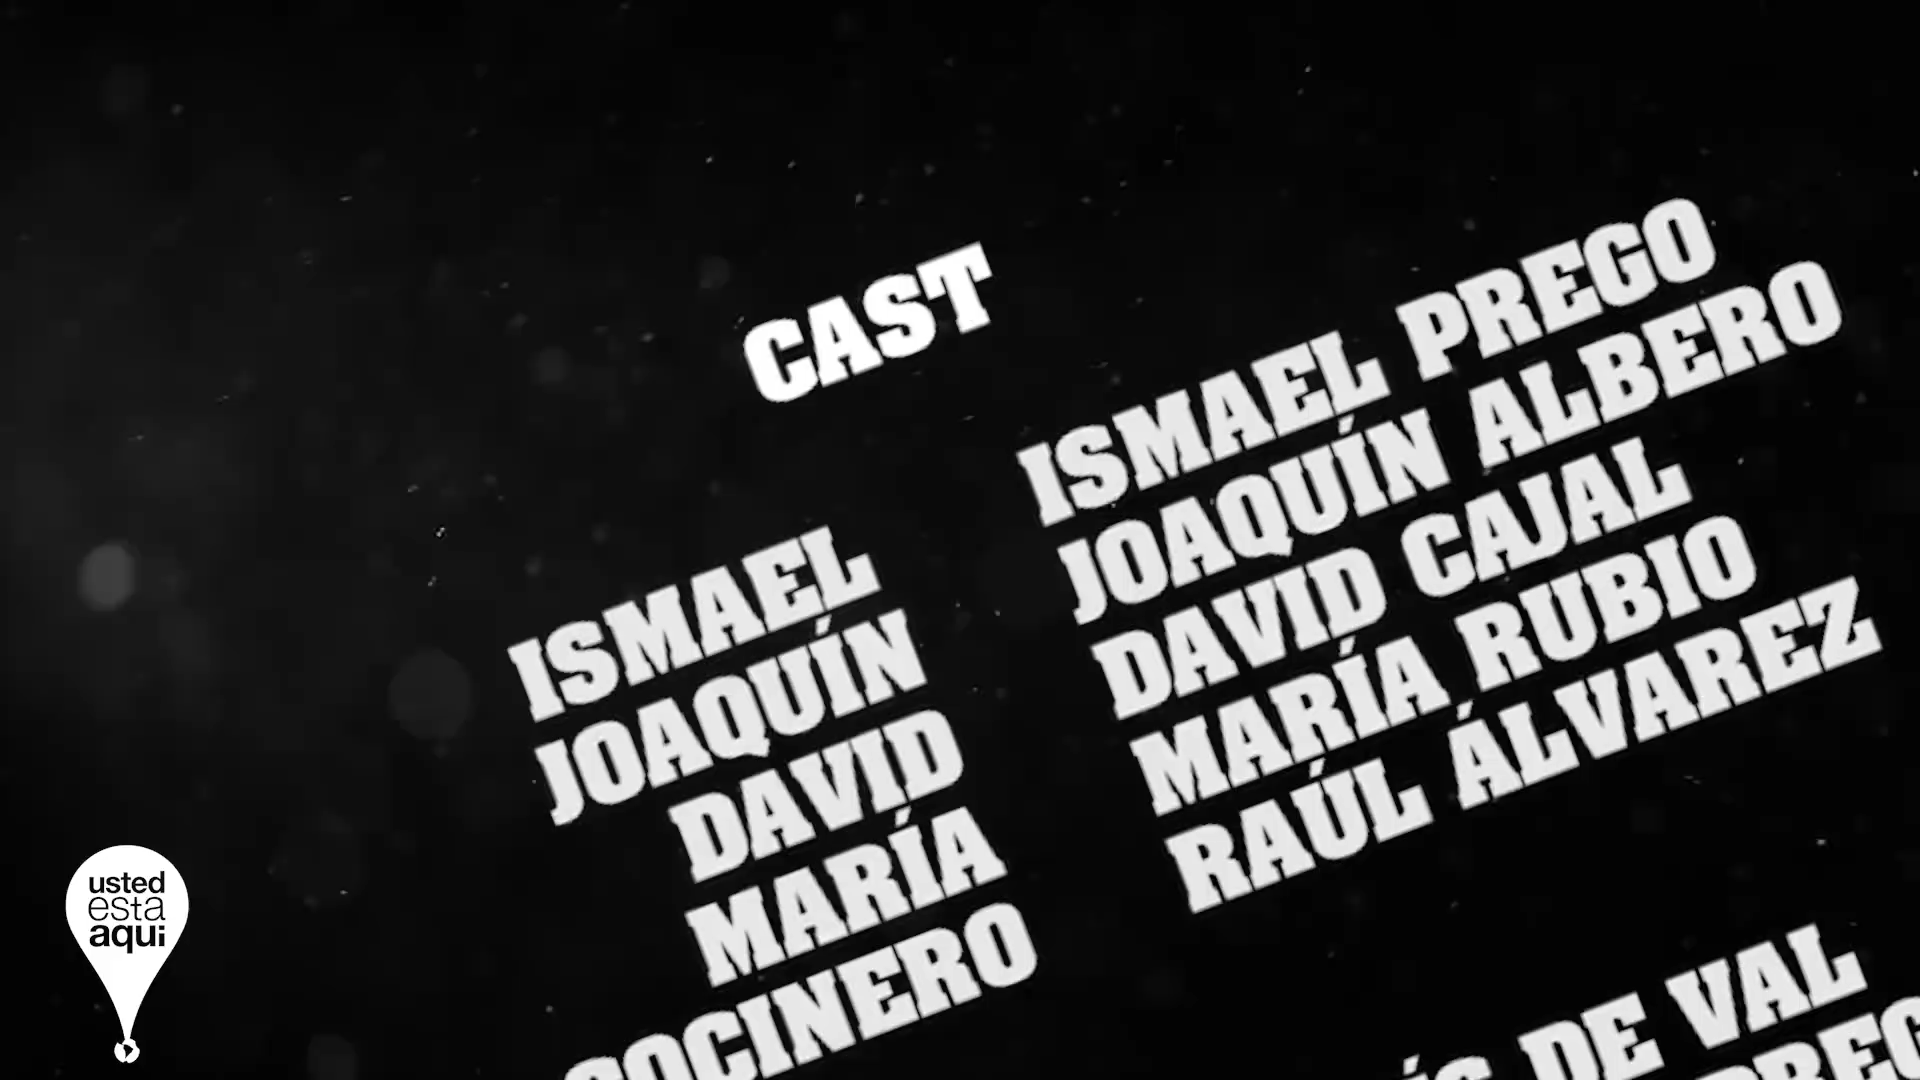 CAST
ISMAEL ISMAEL PREGO
JOAQUÍN JOAQUÍN ALBERO
DAVID DAVID CAJAL
MARÍA MARÍA RUBIO
COCINERO RAÚL ÁLVAREZ
DE VAL
usted
esta
aqui